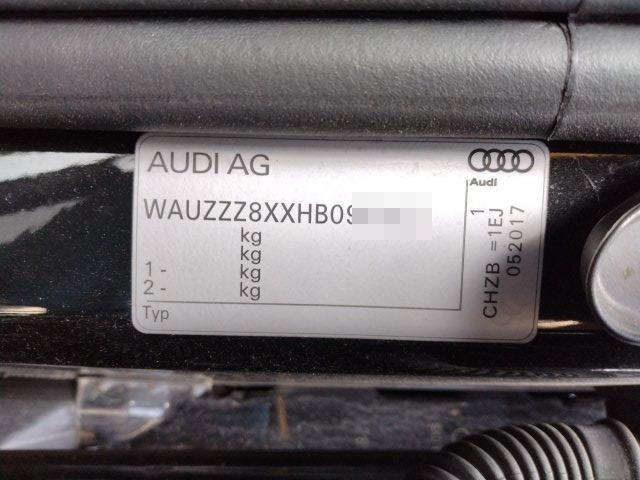 AUDI AG
Audi
WAUZZZ8XXHB09
kg
kg
1 - kg
2 - kg
Typ
CHZB =1EJ 1
052017